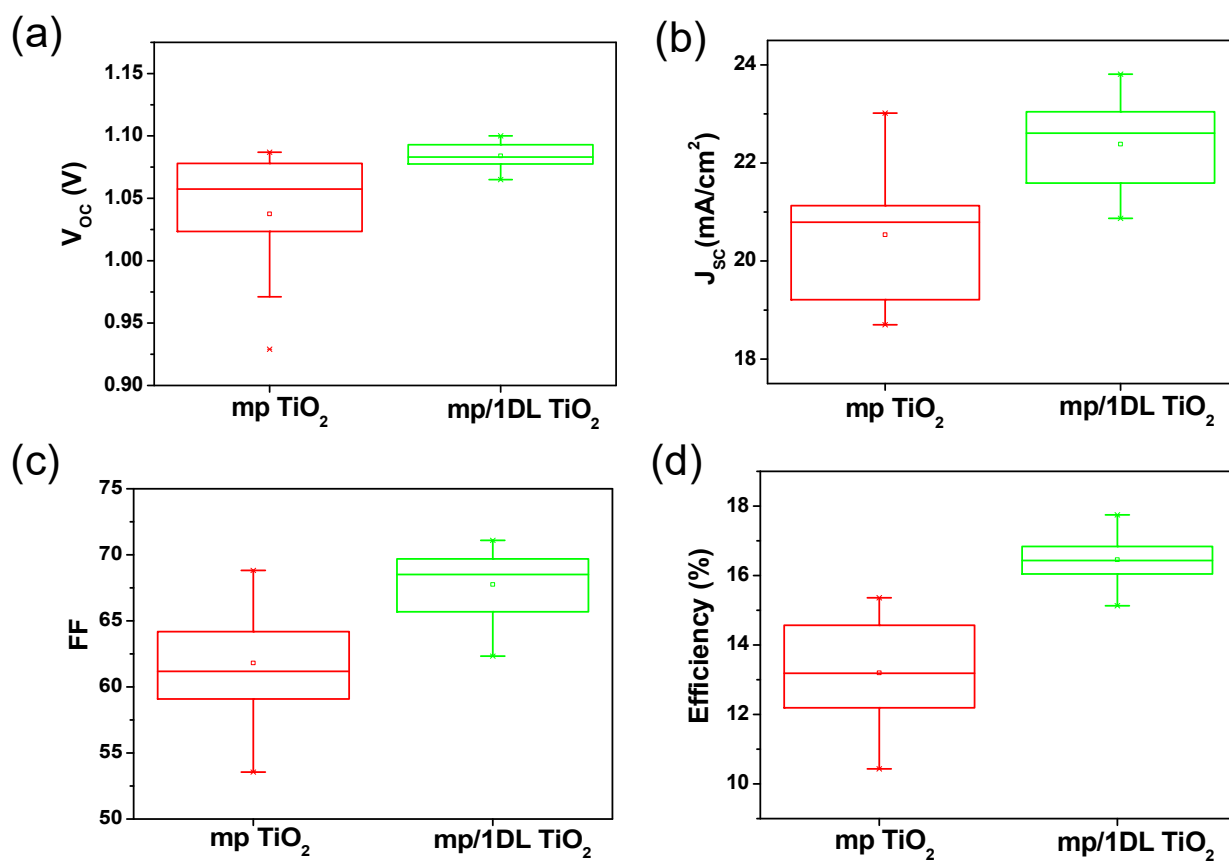 (a)
1.15
1.10
1.05
1.00
0.95
0.90
V_OC (V)
mp TiO₂
mp/1DL TiO₂
(b)
24
22
20
18
J_SC(mA/cm²)
mp TiO₂
mp/1DL TiO₂
(c)
75
70
65
60
55
50
FF
mp TiO₂
mp/1DL TiO₂
(d)
18
16
14
12
10
Efficiency (%)
mp TiO₂
mp/1DL TiO₂